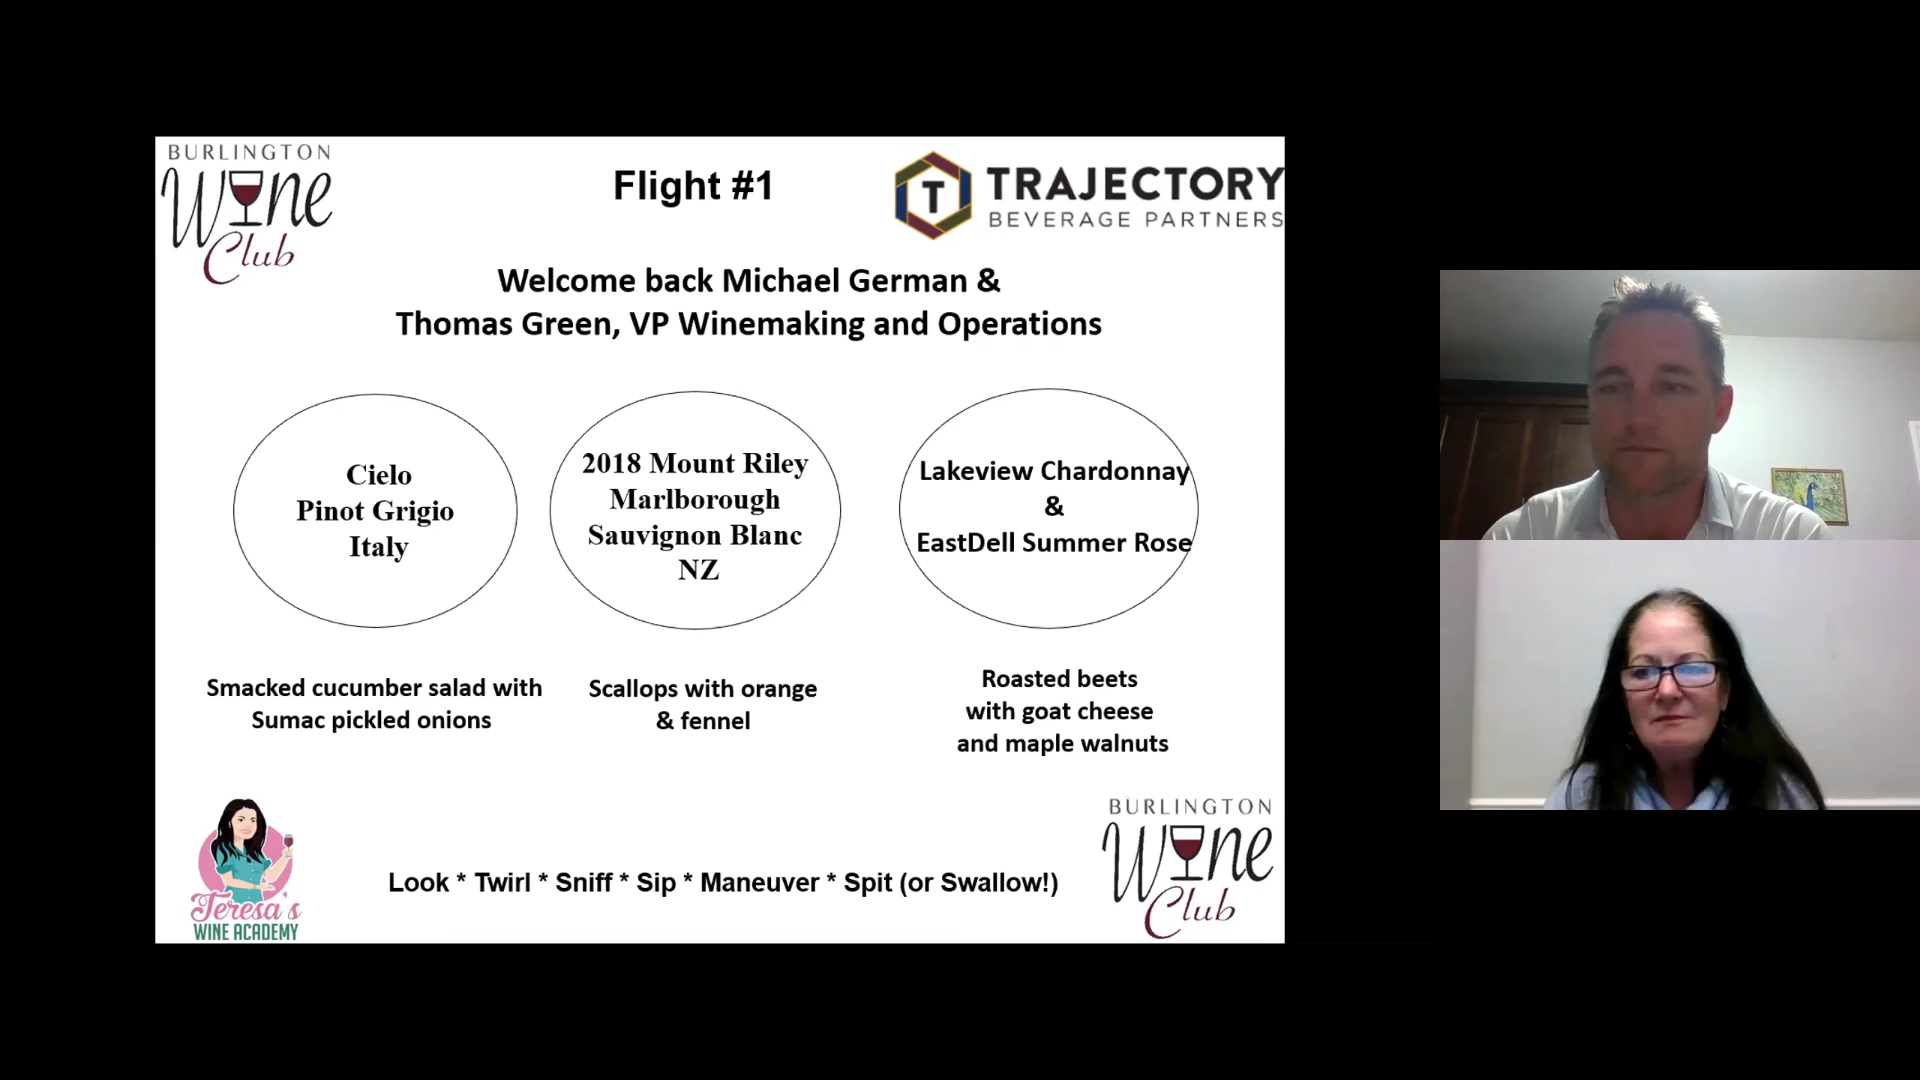 BURLINGTON
Wine
Club
Flight #1
T
TRAJECTORY
BEVERAGE PARTNERS
Welcome back Michael German &
Thomas Green, VP Winemaking and Operations
Cielo
Pinot Grigio
Italy
2018 Mount Riley
Marlborough
Sauvignon Blanc
NZ
Lakeview Chardonnay
&
EastDell Summer Rose
Smacked cucumber salad with
Sumac pickled onions
Scallops with orange
& fennel
Roasted beets
with goat cheese
and maple walnuts
Teresa's
WINE ACADEMY
Look * Twirl * Sniff * Sip * Maneuver * Spit (or Swallow!)
BURLINGTON
Wine
Club